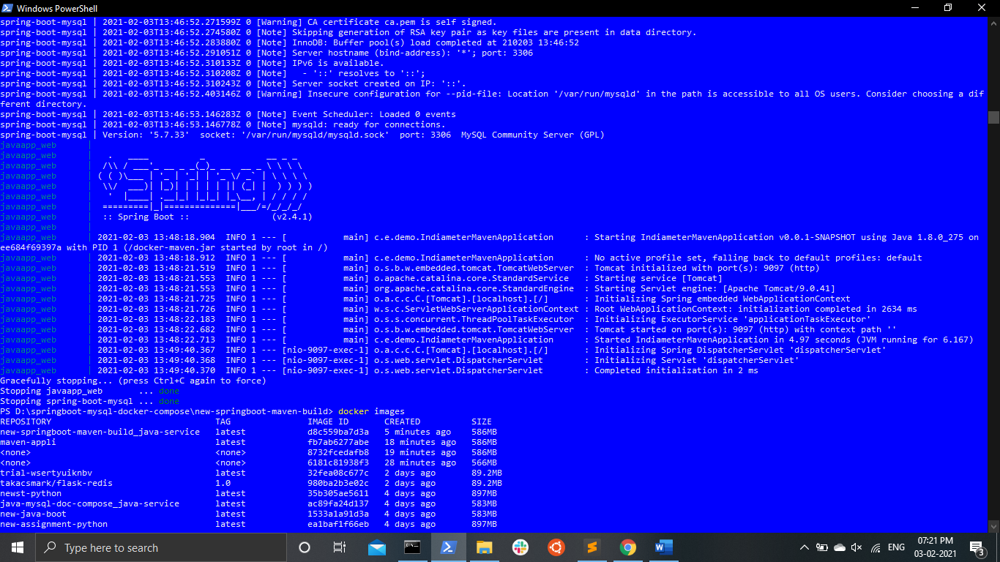 Windows PowerShell
spring-boot-mysql | 2021-02-03T13:46:52.271599Z 0 [Warning] CA certificate ca.pem is self signed.
spring-boot-mysql | 2021-02-03T13:46:52.274580Z 0 [Note] Skipping generation of RSA key pair as key files are present in data directory.
spring-boot-mysql | 2021-02-03T13:46:52.283880Z 0 [Note] InnoDB: Buffer pool(s) load completed at 210203 13:46:52
spring-boot-mysql | 2021-02-03T13:46:52.291051Z 0 [Note] Server hostname (bind-address): '*'; port: 3306
spring-boot-mysql | 2021-02-03T13:46:52.310133Z 0 [Note] IPv6 is available.
spring-boot-mysql | 2021-02-03T13:46:52.310208Z 0 [Note]   - '::' resolves to '::';
spring-boot-mysql | 2021-02-03T13:46:52.310243Z 0 [Note] Server socket created on IP: '::'.
spring-boot-mysql | 2021-02-03T13:46:52.403146Z 0 [Warning] Insecure configuration for --pid-file: Location '/var/run/mysqld' in the path is accessible to all OS users. Consider choosing a dif
ferent directory.
spring-boot-mysql | 2021-02-03T13:46:53.146283Z 0 [Note] Event Scheduler: Loaded 0 events
spring-boot-mysql | 2021-02-03T13:46:53.146778Z 0 [Note] mysqld: ready for connections.
spring-boot-mysql | Version: '5.7.33'  socket: '/var/run/mysqld/mysqld.sock'  port: 3306  MySQL Community Server (GPL)
javaapp_web       |
javaapp_web       |   .   ____          _            __ _ _
javaapp_web       |  /\\ / ___'_ __ _ _(_)_ __  __ _ \ \ \ \
javaapp_web       | ( ( )\___ | '_ | '_| | '_ \/ _` | \ \ \ \
javaapp_web       |  \\/  ___)| |_)| | | | | || (_| |  ) ) ) )
javaapp_web       |   '  |____| .__|_| |_|_| |_\__, | / / / /
javaapp_web       |  =========|_|==============|___/=/_/_/_/
javaapp_web       |  :: Spring Boot ::                (v2.4.1)
javaapp_web       |
javaapp_web       | 2021-02-03 13:48:18.904  INFO 1 --- [           main] c.e.demo.IndiameterMavenApplication      : Starting IndiameterMavenApplication v0.0.1-SNAPSHOT using Java 1.8.0_275 on
ee684f69397a with PID 1 (/docker-maven.jar started by root in /)
javaapp_web       | 2021-02-03 13:48:18.912  INFO 1 --- [           main] c.e.demo.IndiameterMavenApplication      : No active profile set, falling back to default profiles: default
javaapp_web       | 2021-02-03 13:48:21.519  INFO 1 --- [           main] o.s.b.w.embedded.tomcat.TomcatWebServer  : Tomcat initialized with port(s): 9097 (http)
javaapp_web       | 2021-02-03 13:48:21.553  INFO 1 --- [           main] o.apache.catalina.core.StandardService   : Starting service [Tomcat]
javaapp_web       | 2021-02-03 13:48:21.553  INFO 1 --- [           main] org.apache.catalina.core.StandardEngine  : Starting Servlet engine: [Apache Tomcat/9.0.41]
javaapp_web       | 2021-02-03 13:48:21.725  INFO 1 --- [           main] o.a.c.c.C.[Tomcat].[localhost].[/]       : Initializing Spring embedded WebApplicationContext
javaapp_web       | 2021-02-03 13:48:21.726  INFO 1 --- [           main] w.s.c.ServletWebServerApplicationContext : Root WebApplicationContext: initialization completed in 2634 ms
javaapp_web       | 2021-02-03 13:48:22.183  INFO 1 --- [           main] o.s.s.concurrent.ThreadPoolTaskExecutor  : Initializing ExecutorService 'applicationTaskExecutor'
javaapp_web       | 2021-02-03 13:48:22.682  INFO 1 --- [           main] o.s.b.w.embedded.tomcat.TomcatWebServer  : Tomcat started on port(s): 9097 (http) with context path ''
javaapp_web       | 2021-02-03 13:48:22.713  INFO 1 --- [           main] c.e.demo.IndiameterMavenApplication      : Started IndiameterMavenApplication in 4.97 seconds (JVM running for 6.167)
javaapp_web       | 2021-02-03 13:49:40.367  INFO 1 --- [nio-9097-exec-1] o.a.c.c.C.[Tomcat].[localhost].[/]       : Initializing Spring DispatcherServlet 'dispatcherServlet'
javaapp_web       | 2021-02-03 13:49:40.368  INFO 1 --- [nio-9097-exec-1] o.s.web.servlet.DispatcherServlet        : Initializing Servlet 'dispatcherServlet'
javaapp_web       | 2021-02-03 13:49:40.370  INFO 1 --- [nio-9097-exec-1] o.s.web.servlet.DispatcherServlet        : Completed initialization in 2 ms
Gracefully stopping... (press Ctrl+C again to force)
Stopping javaapp_web       ... done
Stopping spring-boot-mysql ... done
PS D:\springboot-mysql-docker-compose\new-springboot-maven-build> docker images
REPOSITORY                                TAG               IMAGE ID       CREATED          SIZE
new-springboot-maven-build_java-service   latest            d8c559ba7d3a   5 minutes ago    586MB
maven-appli                               latest            fb7ab6277abe   18 minutes ago   586MB
<none>                                    <none>            8732fcedafb8   19 minutes ago   586MB
<none>                                    <none>            6181c81938f3   28 minutes ago   566MB
trial-wsertyuiknbv                        latest            32fea08c677c   2 days ago       89.2MB
takacsmark/flask-redis                    1.0               980ba2b3e02c   2 days ago       89.2MB
newst-python                              latest            35b305ae5611   4 days ago       897MB
java-mysql-doc-compose_java-service       latest            ac89fa24d137   4 days ago       583MB
new-java-boot                             latest            1533a1a91d3a   4 days ago       583MB
new-assignment-python                     latest            ea1baf1f66eb   4 days ago       897MB
Type here to search
ENG
07:21 PM
03-02-2021
3